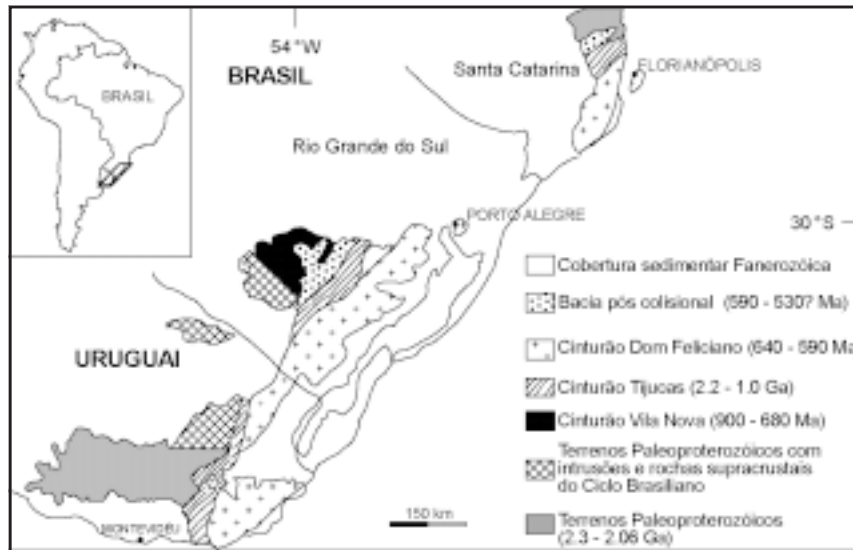 BRASIL
54 °W
BRASIL
Santa Catarina
FLORIANÓPOLIS
Rio Grande do Sul
PORTO ALEGRE
30 °S
URUGUAI
MONTEVIDÉU
150 km
Cobertura sedimentar Fanerozóica
Bacia pós colisional (590 - 530? Ma)
Cinturão Dom Feliciano (640 - 590 Ma
Cinturão Tijucas (2.2 - 1.0 Ga)
Cinturão Vila Nova (900 - 680 Ma)
Terrenos Paleoproterozóicos com
intrusões e rochas supracrustais
do Ciclo Brasiliano
Terrenos Paleoproterozóicos
(2.3 - 2.06 Ga)